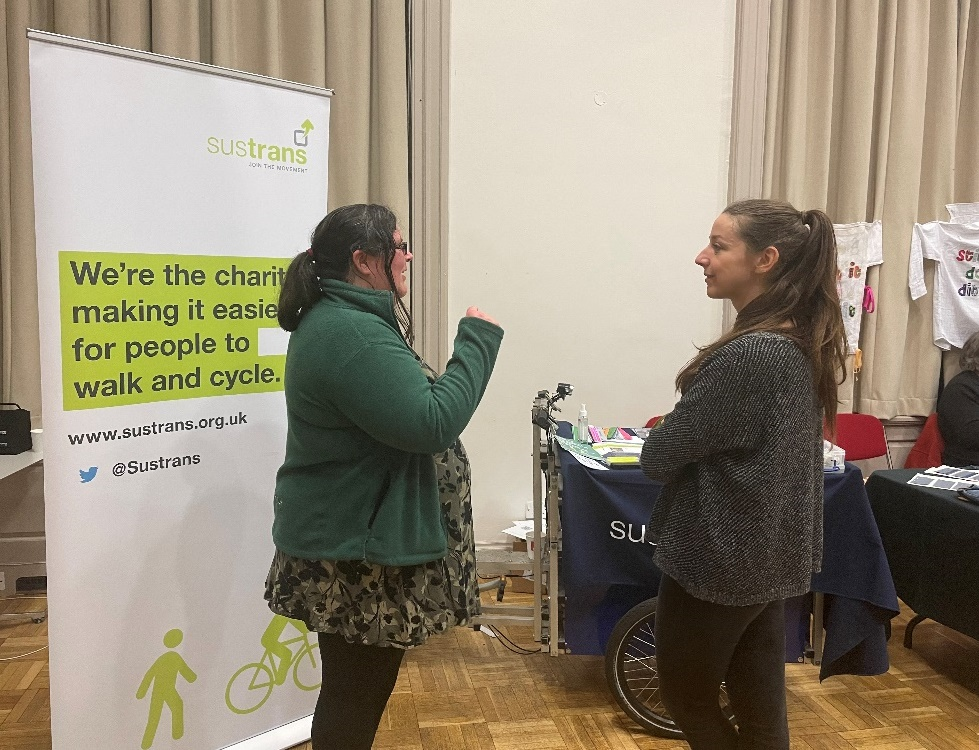 sustrans
JOIN THE MOVEMENT
We're the charit
making it easie
for people to
walk and cycle.
www.sustrans.org.uk
@Sustrans
sus
it